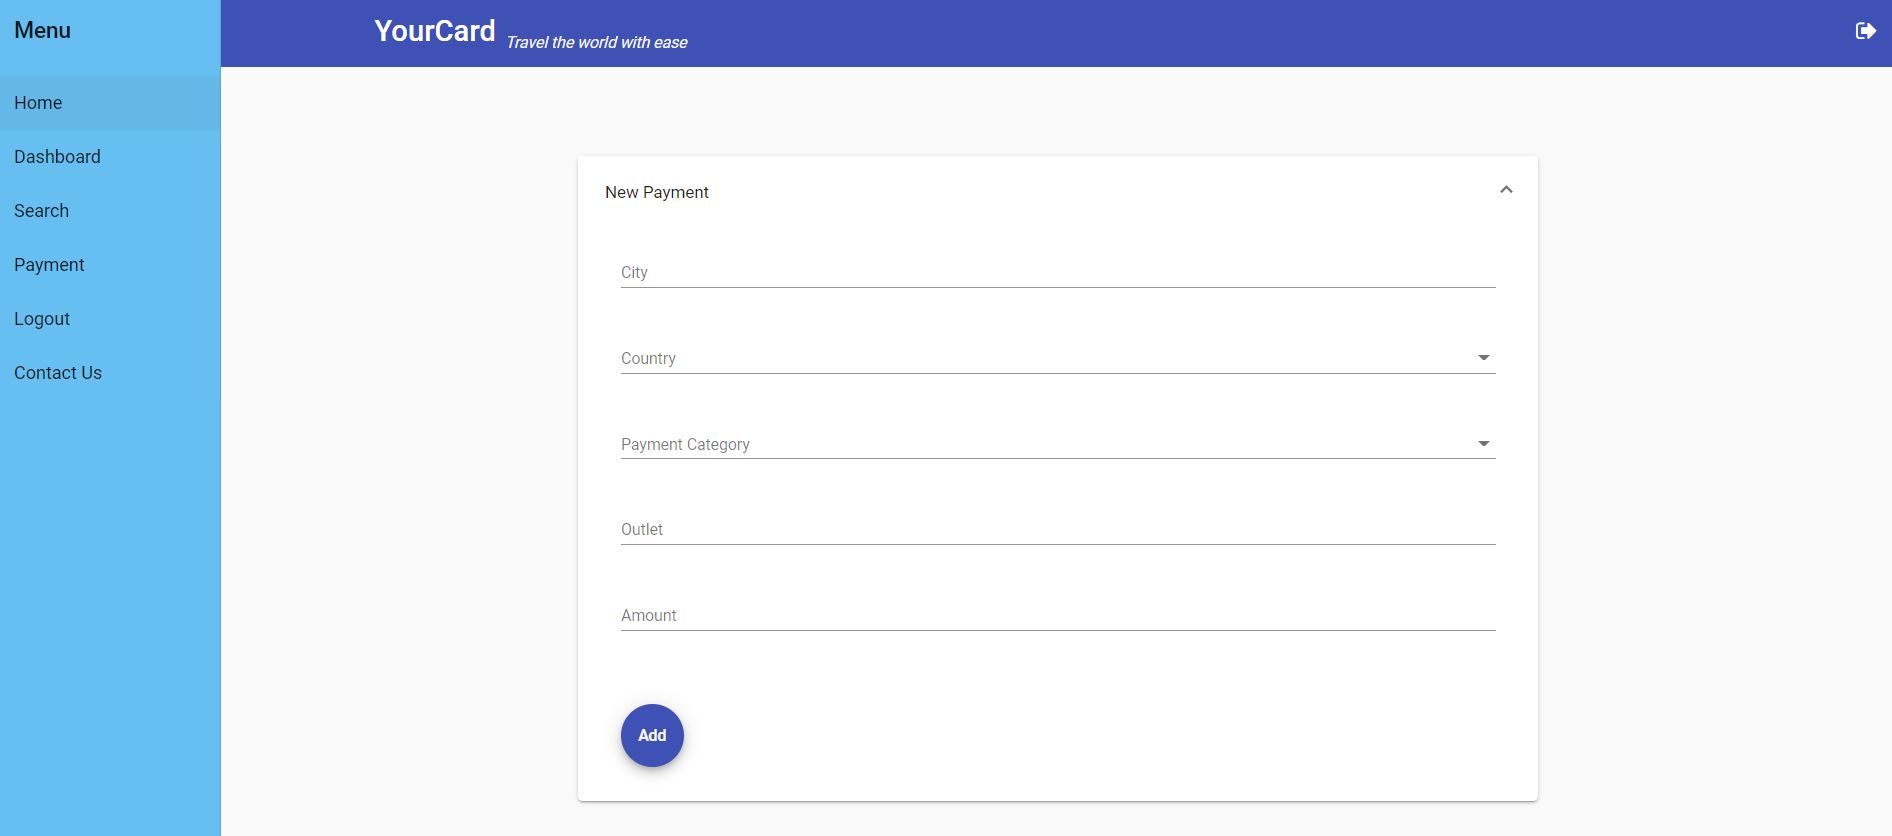 Menu
YourCard Travel the world with ease
Home
Dashboard
Search
Payment
Logout
Contact Us
New Payment
City
Country
Payment Category
Outlet
Amount
Add